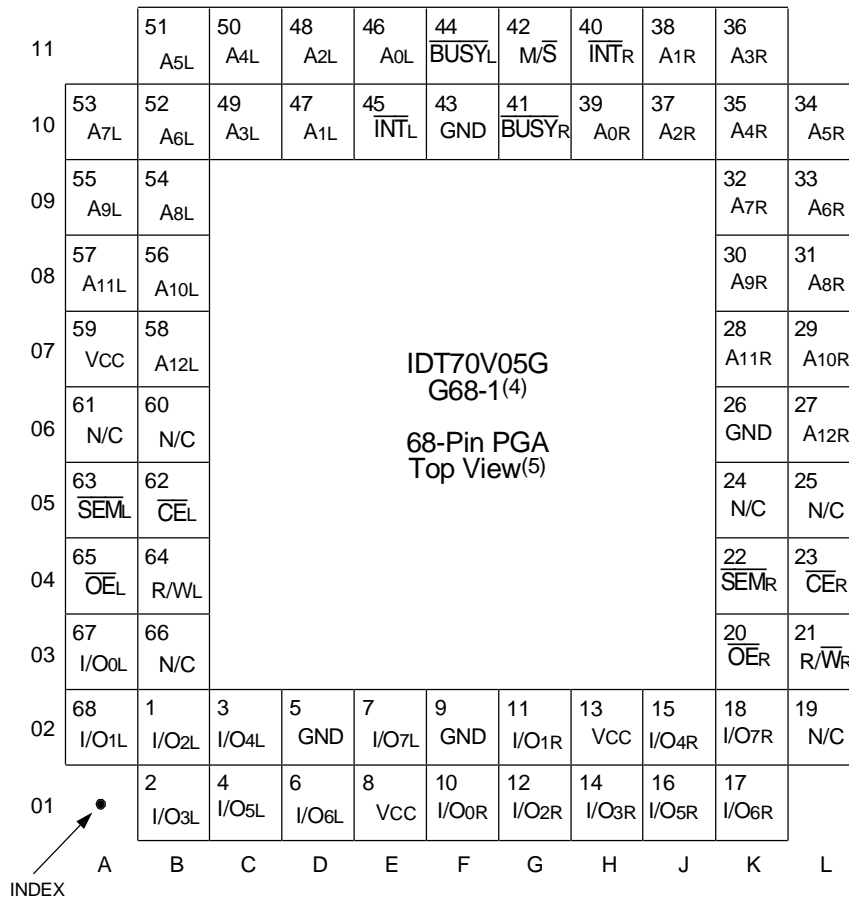 51 50 48 46 44 42 40 38 36
11 A5L A4L A2L A0L BUSYL M/S INTR A1R A3R
53 52 49 47 45 43 41 39 37 35 34
10 A7L A6L A3L A1L INTL GND BUSYR A0R A2R A4R A5R
55 54 32 33
09 A9L A8L A7R A6R
57 56 30 31
08 A11L A10L A9R A8R
59 58 28 29
07 VCC A12L A11R A10R
IDT70V05G
G68-1(4)
61 60 26 27
06 N/C N/C GND A12R
68-Pin PGA
Top View(5)
63 62 24 25
05 SEML CEL N/C N/C
65 64 22 23
04 OEL R/WL SEMR CER
67 66 20 21
03 I/O0L N/C OER R/WR
68 1 3 5 7 9 11 13 15 18 19
02 I/O1L I/O2L I/O4L GND I/O7L GND I/O1R VCC I/O4R I/O7R N/C
2 4 6 8 10 12 14 16 17
01 I/O3L I/O5L I/O6L VCC I/O0R I/O2R I/O3R I/O5R I/O6R
A B C D E F G H J K L
INDEX